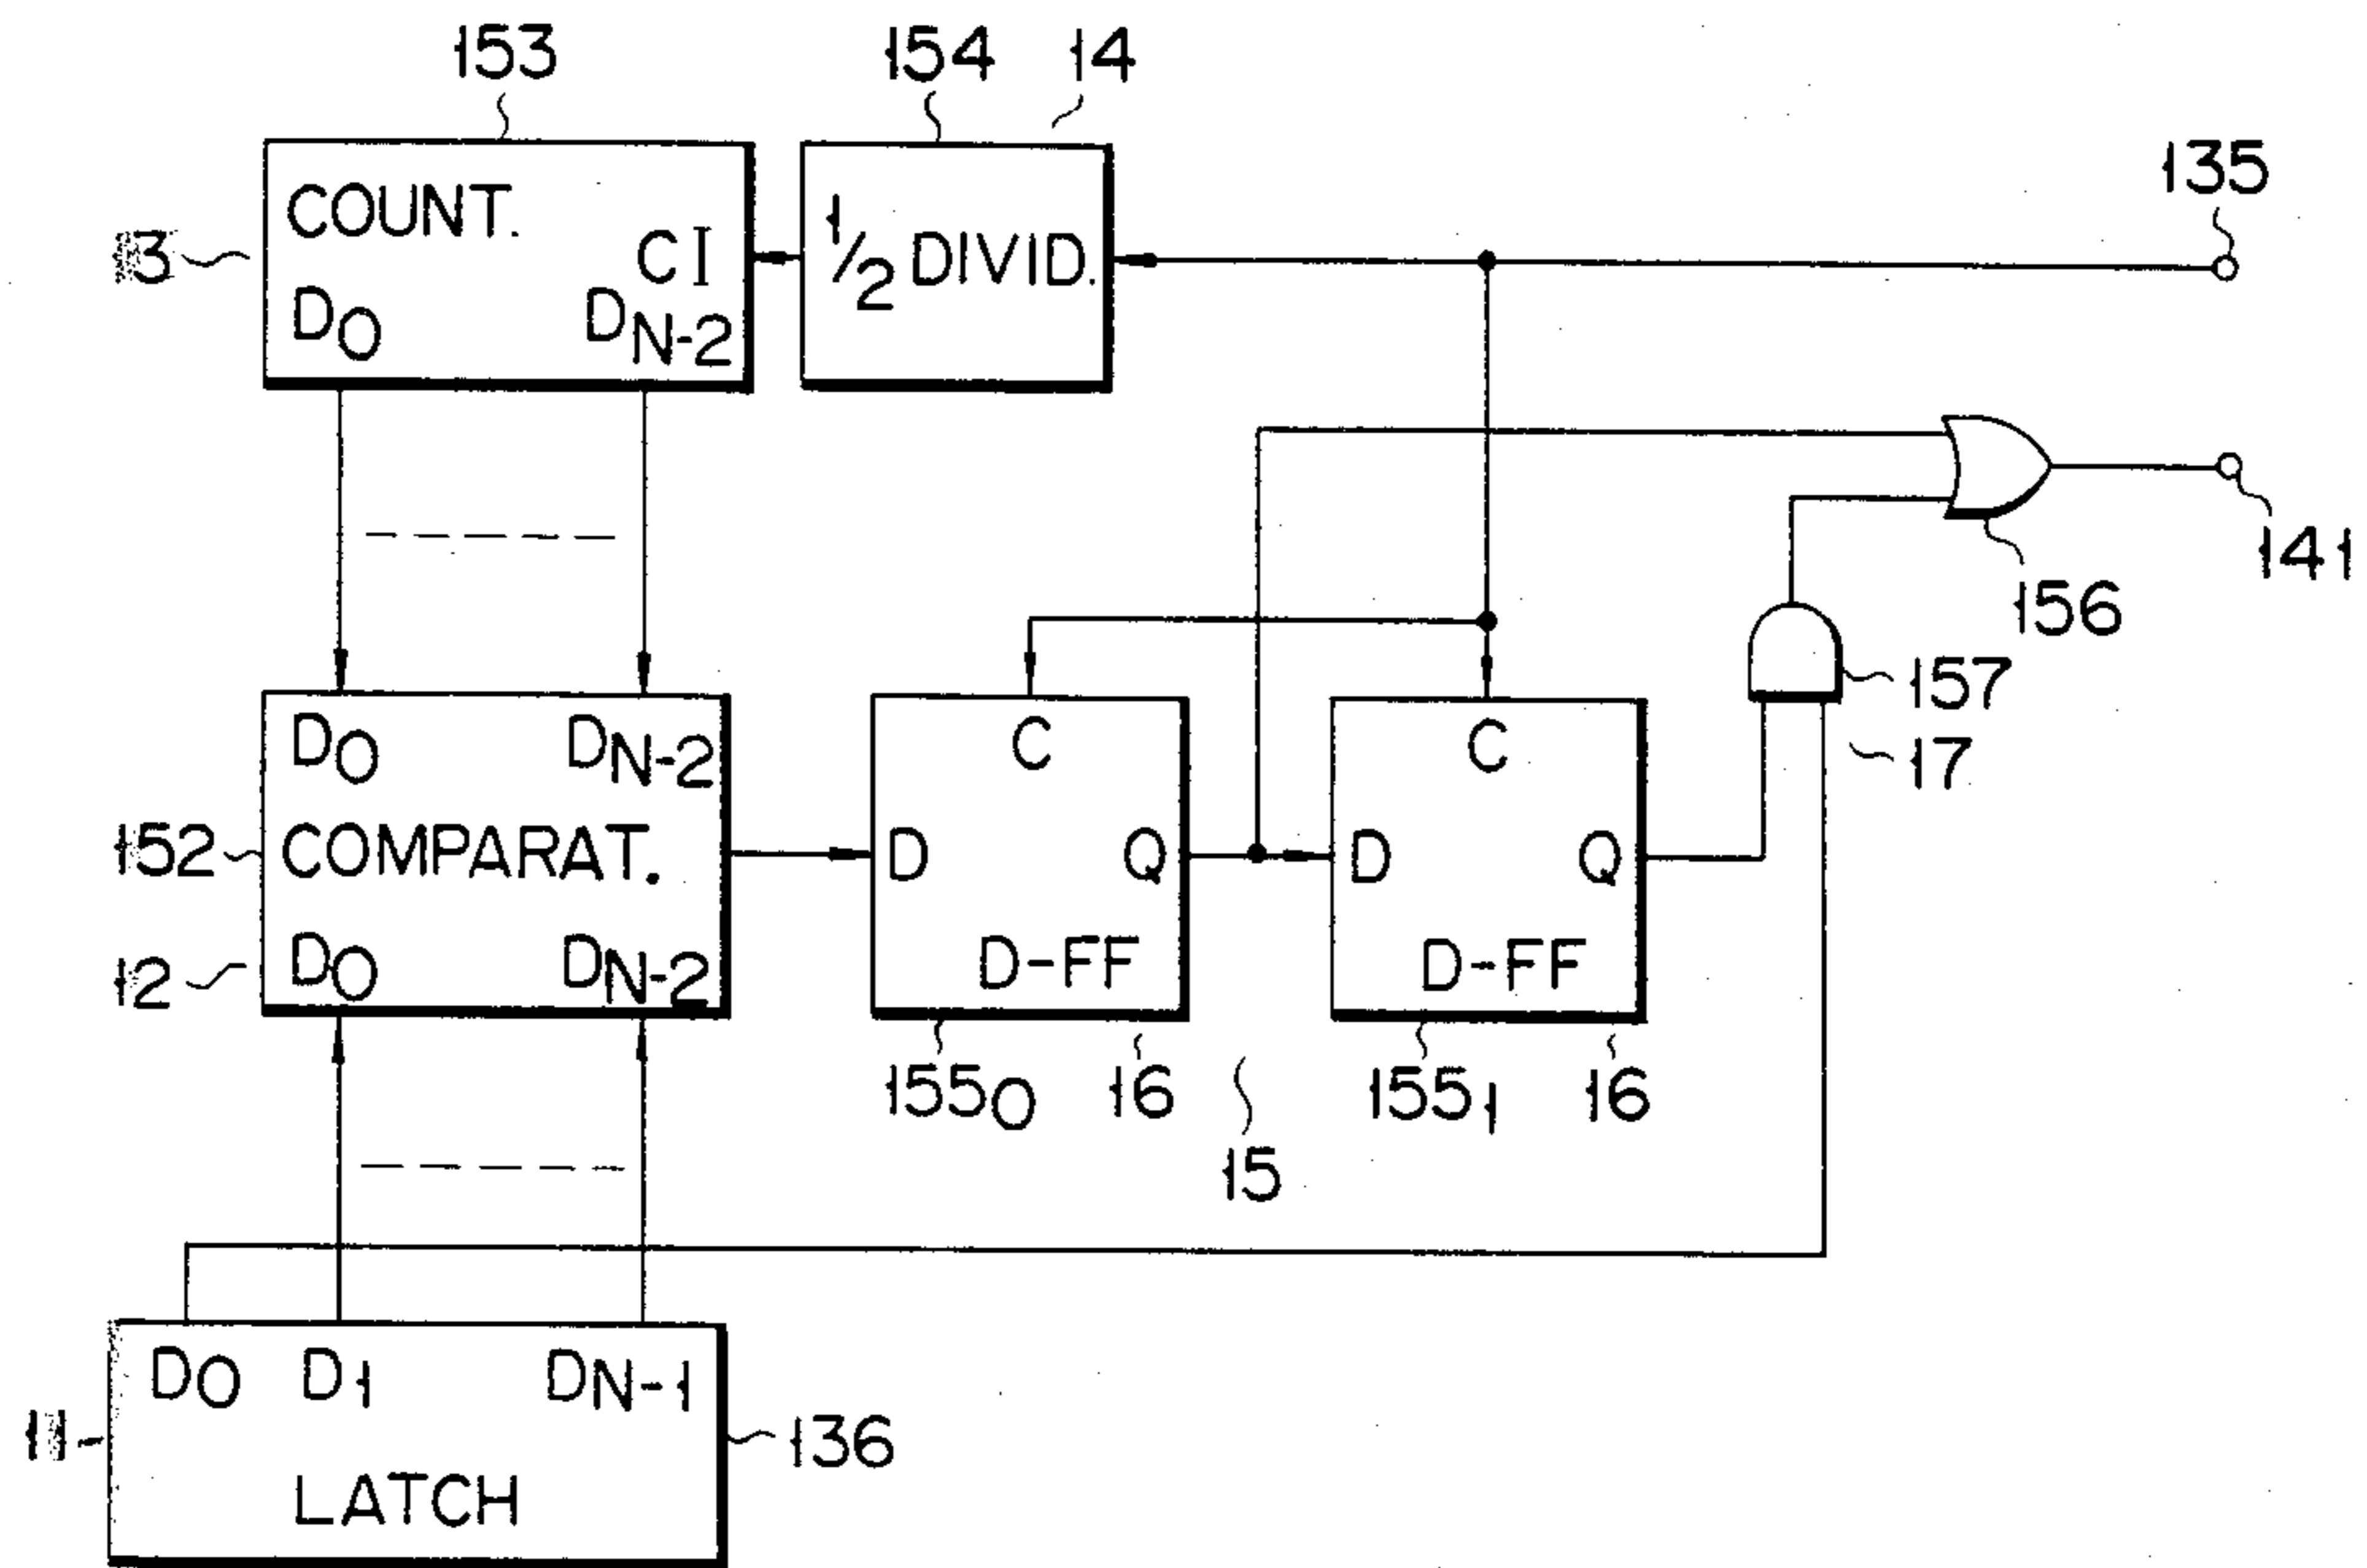 153
154
14
135
COUNT.
CI
D0
DN-2
1/2 DIVID.
13
141
156
157
17
D0
DN-2
COMPARAT.
D0
DN-2
152
12
C
D
Q
D-FF
C
D
Q
D-FF
1550
16
15
1551
16
D0
D1
DN-1
LATCH
11
136